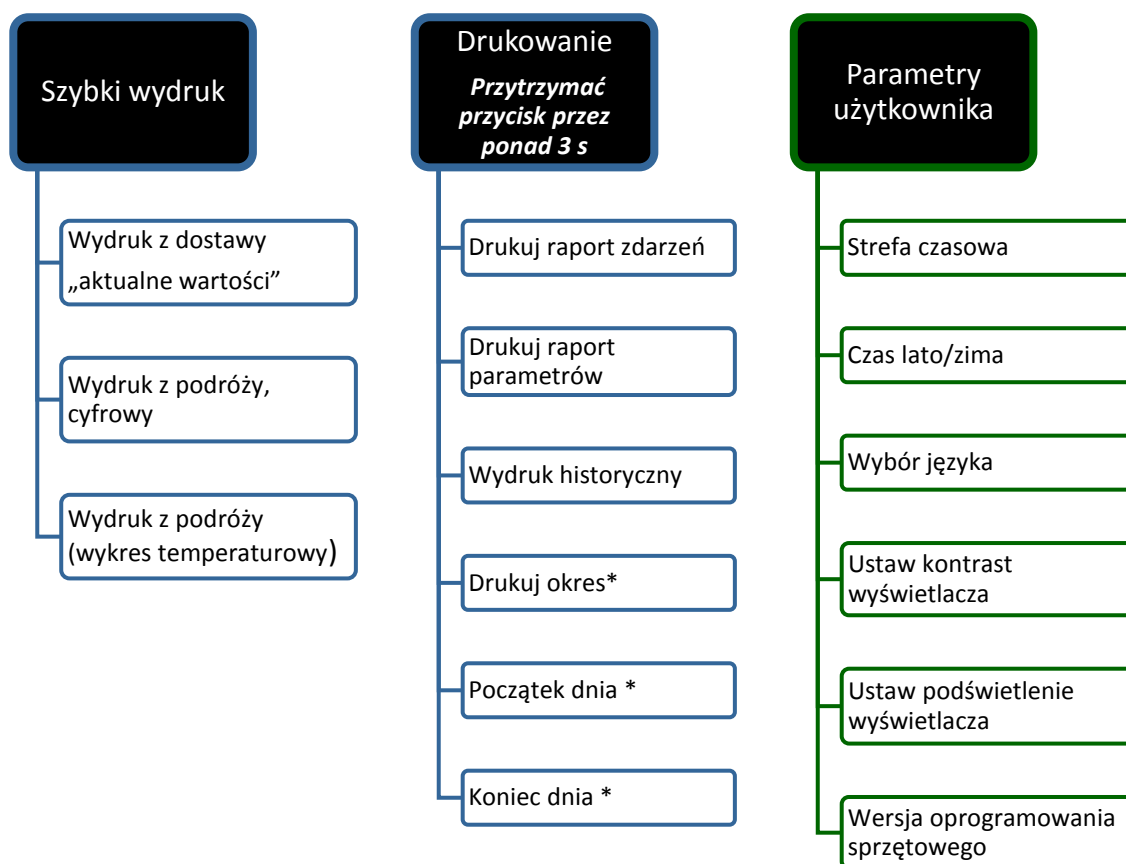 Szybki wydruk
Wydruk z dostawy
„aktualne wartości”
Wydruk z podróży,
cyfrowy
Wydruk z podróży
(wykres temperaturowy)
Drukowanie
Przytrzymać
przycisk przez
ponad 3 s
Drukuj raport zdarzeń
Drukuj raport
parametrów
Wydruk historyczny
Drukuj okres*
Początek dnia *
Koniec dnia *
Parametry
użytkownika
Strefa czasowa
Czas lato/zima
Wybór języka
Ustaw kontrast
wyświetlacza
Ustaw podświetlenie
wyświetlacza
Wersja oprogramowania
sprzętowego